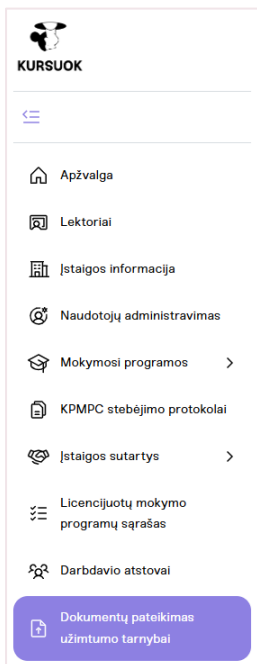 KURSUOK
Apžvalga
Lektoriai
Įstaigos informacija
Naudotojų administravimas
Mokymosi programos
KPMPC stebėjimo protokolai
Įstaigos sutartys
Licencijuotų mokymo
programų sąrašas
Darbdavio atstovai
Dokumentų pateikimas
užimtumo tarnybai